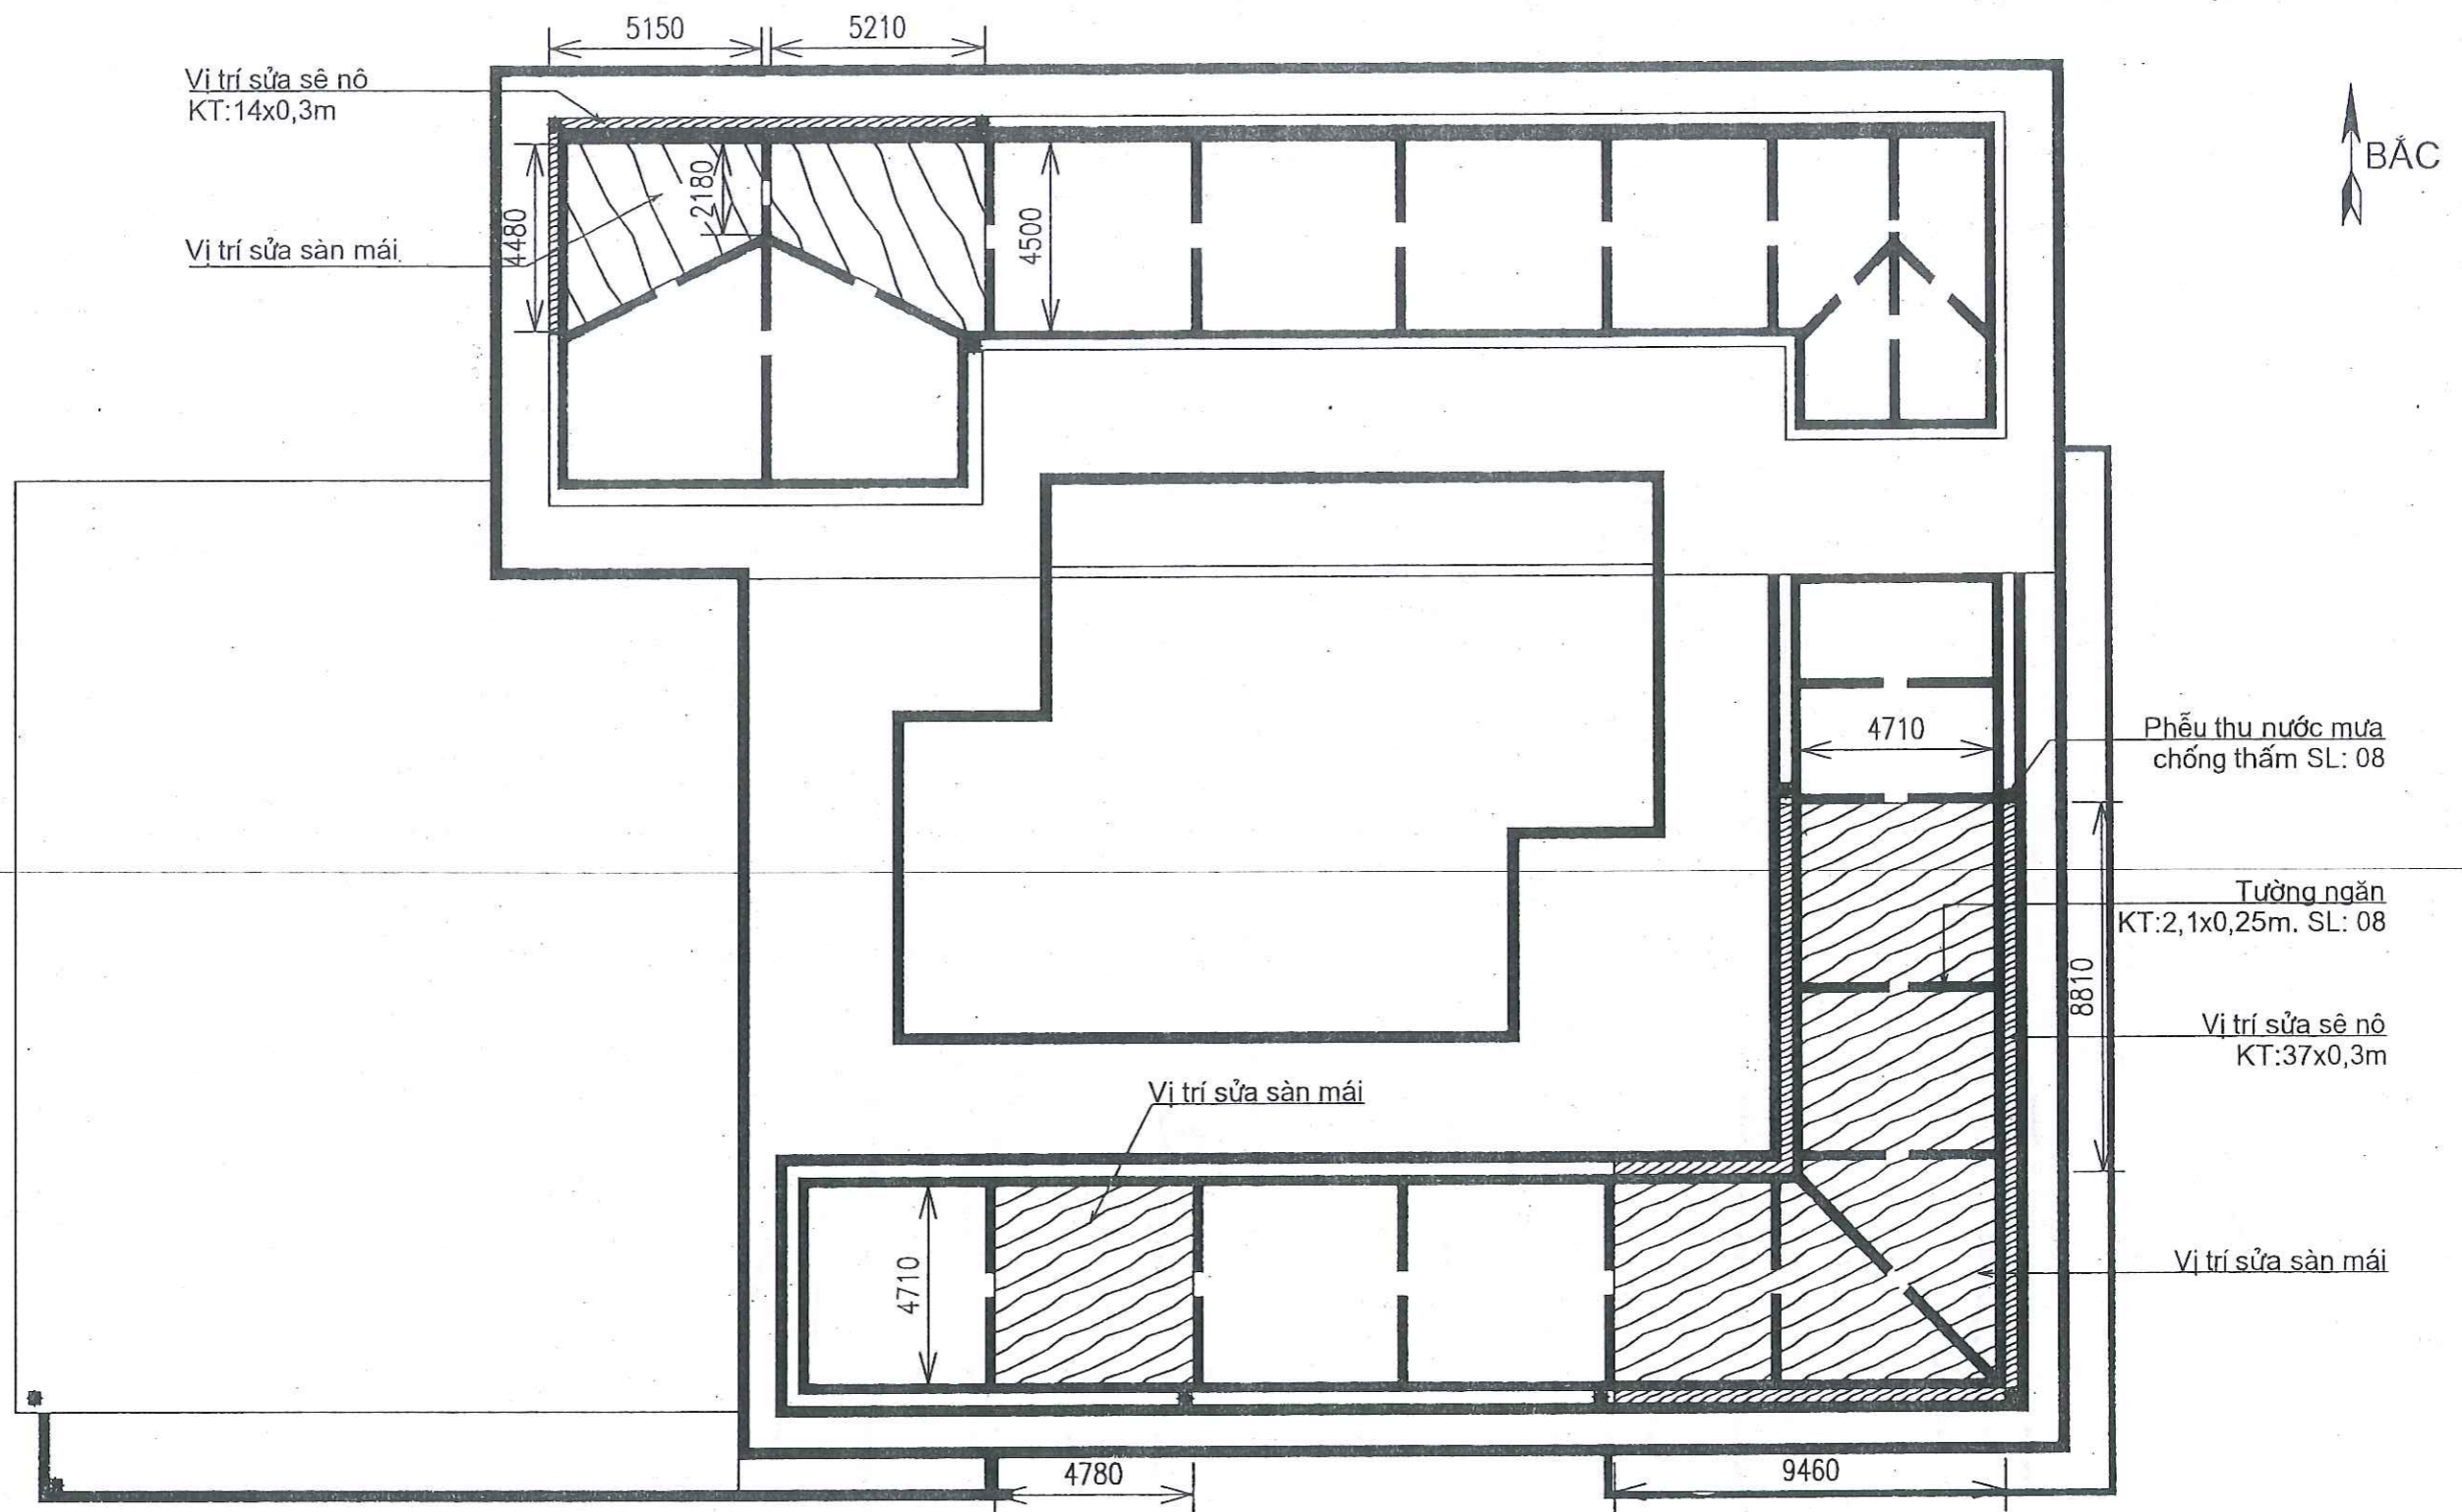 5150
5210
Vị trí sửa sê nô
KT:14x0,3m
BẮC
2180
4480
4500
Vị trí sửa sàn mái
4710
Phễu thu nước mưa
chống thấm SL: 08
Tường ngăn
KT:2,1x0,25m. SL: 08
8810
Vị trí sửa sê nô
KT:37x0,3m
Vị trí sửa sàn mái
4710
Vị trí sửa sàn mái
4780
9460